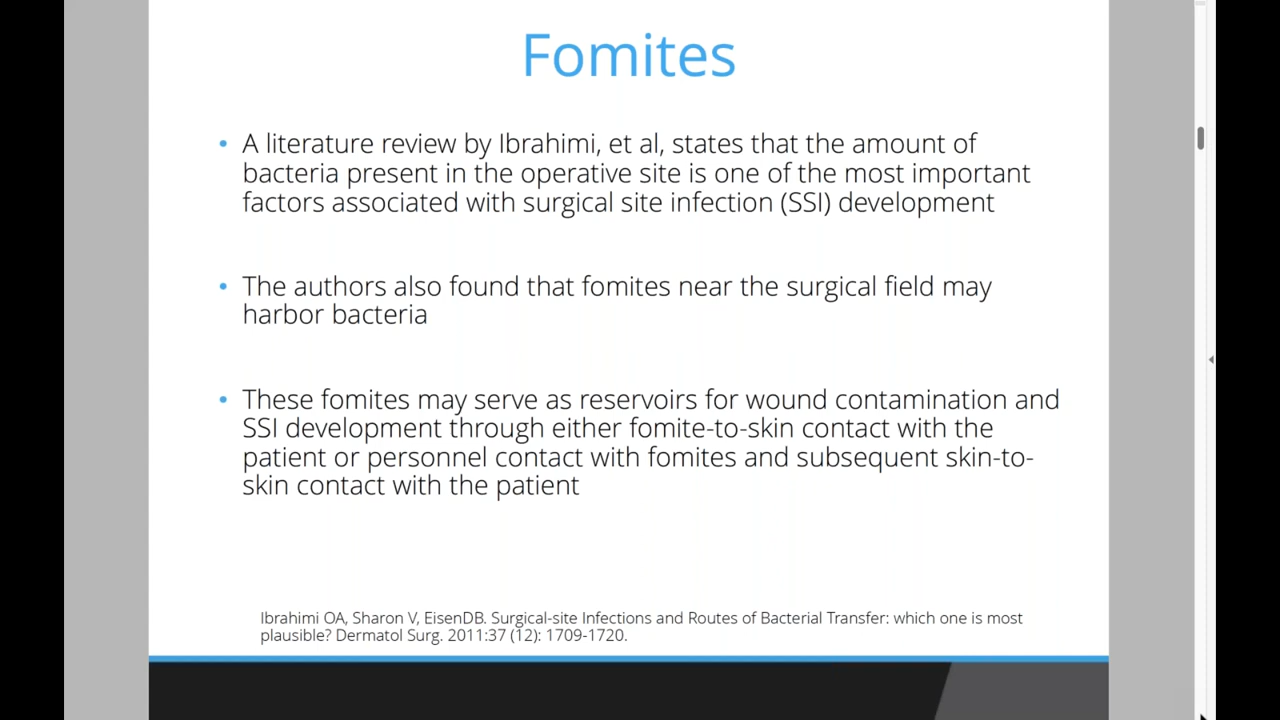 Fomites
• A literature review by Ibrahimi, et al, states that the amount of
bacteria present in the operative site is one of the most important
factors associated with surgical site infection (SSI) development
• The authors also found that fomites near the surgical field may
harbor bacteria
• These fomites may serve as reservoirs for wound contamination and
SSI development through either fomite-to-skin contact with the
patient or personnel contact with fomites and subsequent skin-to-
skin contact with the patient
Ibrahimi OA, Sharon V, EisenDB. Surgical-site Infections and Routes of Bacterial Transfer: which one is most
plausible? Dermatol Surg. 2011:37 (12): 1709-1720.